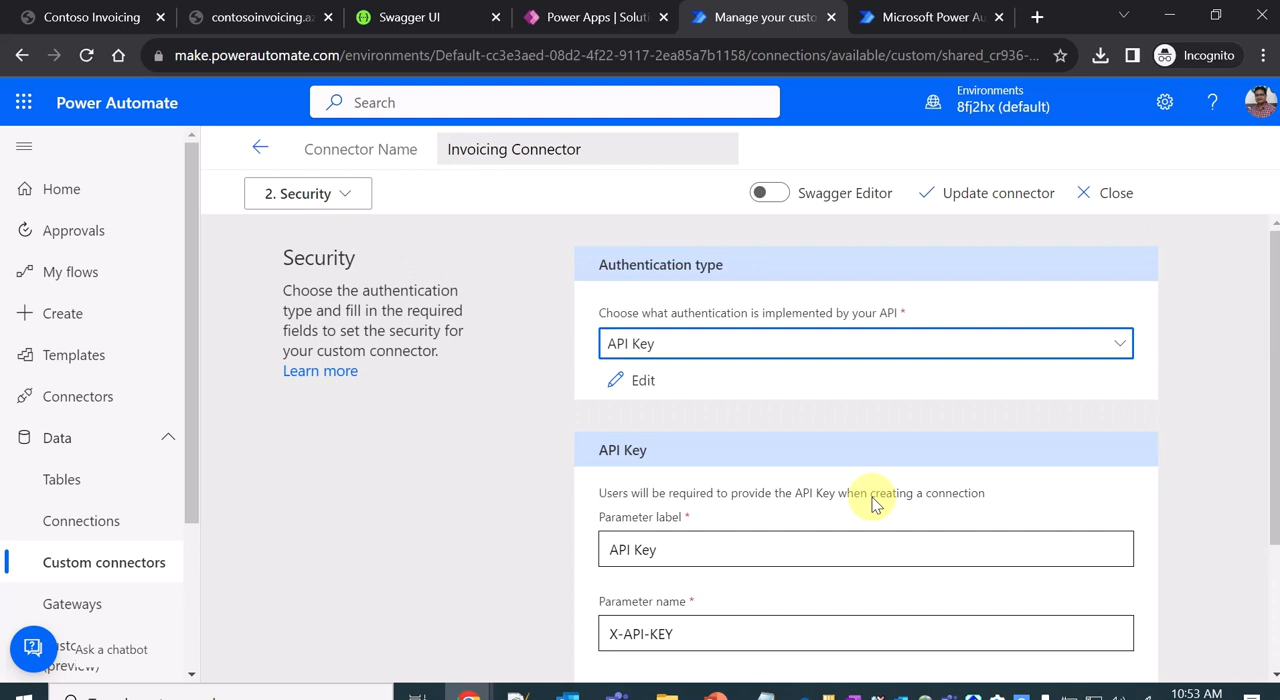 Contoso Invoicing
contosoinvoicing.az
Swagger UI
Power Apps | Soluti
Manage your custo
Microsoft Power Au
make.powerautomate.com/environments/Default-cc3e3aed-08d2-4f22-9117-2ea85a7b1158/connections/available/custom/shared_cr936-...
Incognito
Power Automate
Search
Environments
8fj2hx (default)
Connector Name
Invoicing Connector
2. Security
Swagger Editor
Update connector
Close
Home
Approvals
My flows
Create
Templates
Connectors
Data
Tables
Connections
Custom connectors
Gateways
(preview)
Ask a chatbot
Security
Choose the authentication
type and fill in the required
fields to set the security for
your custom connector.
Learn more
Authentication type
Choose what authentication is implemented by your API *
API Key
Edit
API Key
Users will be required to provide the API Key when creating a connection
Parameter label *
API Key
Parameter name *
X-API-KEY
10:53 AM